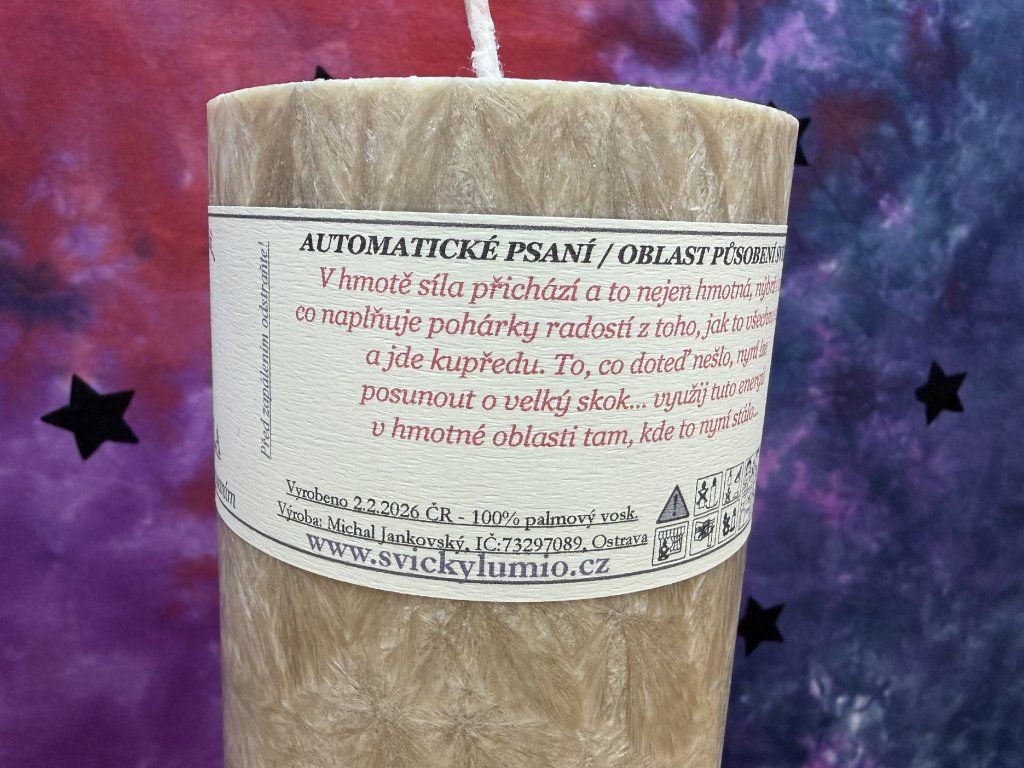 Před zapálením odstraňte!
AUTOMATICKÉ PSANÍ / OBLAST PŮSOBENÍ
V hmotě síla přichází a to nejen hmotná,
co naplňuje pohárky radostí z toho, jak to
a jde kupředu. To, co doteď nešlo, nyní lze
posunout o velký skok... využij tuto energii
v hmotné oblasti tam, kde to nyní stálo...
Vyrobeno 2.2.2026 ČR - 100% palmový vosk.
Výroba: Michal Jankovský, IČ:73297089, Ostrava
www.svickylumio.cz